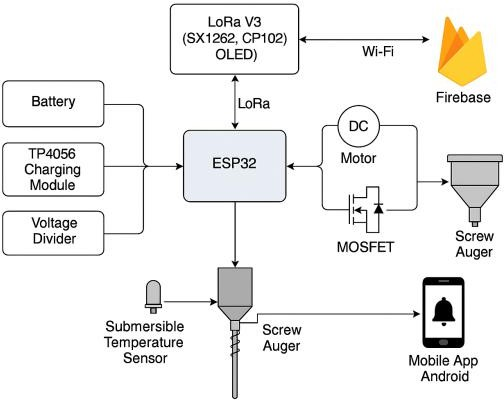 LoRa V3
(SX1262, CP102)
OLED)
Wi-Fi
Firebase
LoRa
Battery
TP4056
Charging
Module
Voltage
Divider
ESP32
DC
Motor
MOSFET
Screw
Auger
Submersible
Temperature
Sensor
Screw
Auger
Mobile App
Android